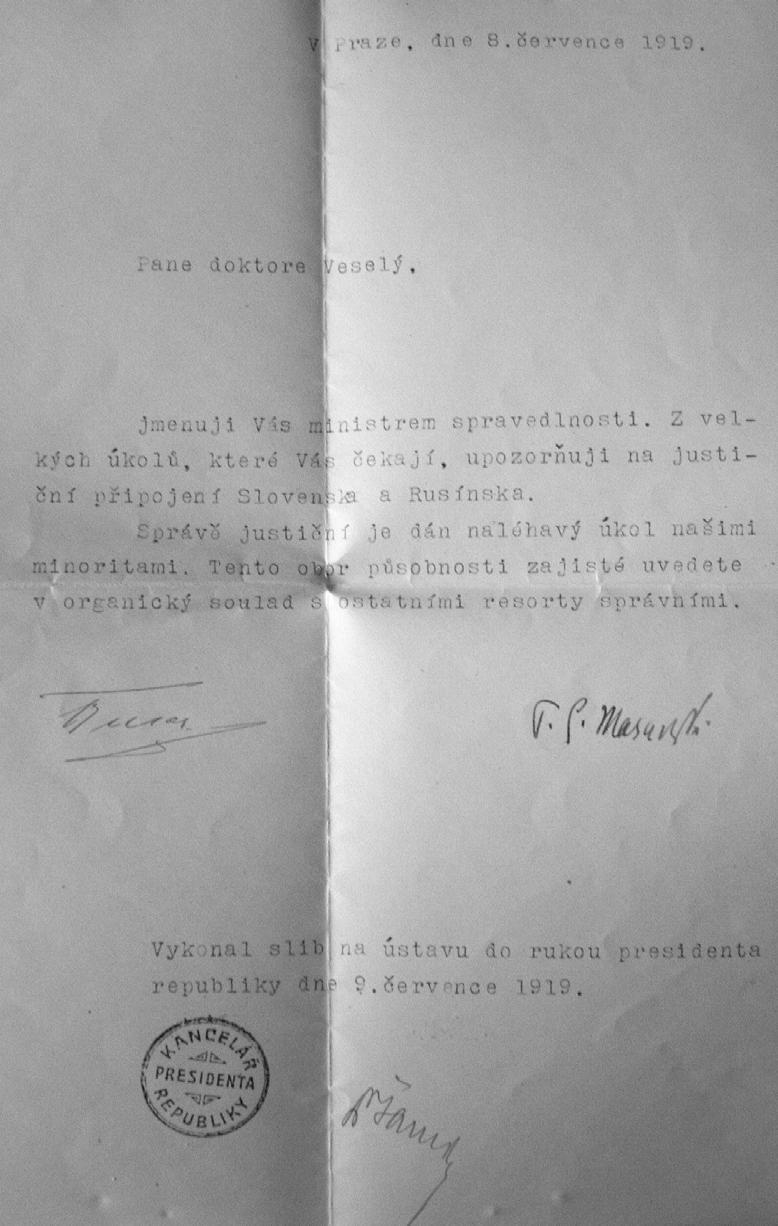 V Praze, dne 8.července 1919.
Pane doktore Veselý,
jmenuji Vás ministrem spravedlnosti. Z vel-
kých úkolů, které Vás čekají, upozorňuji na justi-
ční připojení Slovenska a Rusínska.
Správě justiční je dán naléhavý úkol našimi
minoritami. Tento obor působnosti zajisté uvedete
v organický soulad s ostatními resorty správními.
T. G. Masaryk.
Vykonal slib na ústavu do rukou presidenta
republiky dne 9.července 1919.
KANCELÁŘ
PRESIDENTA
REPUBLIKY